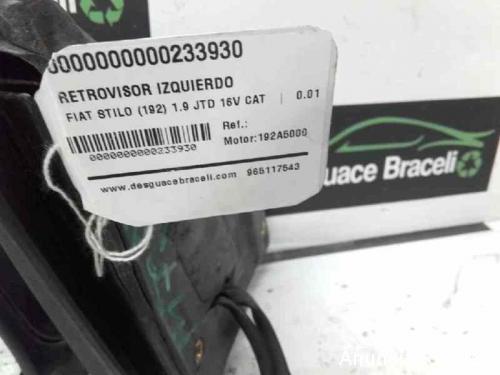 0000000000233930
RETROVISOR IZQUIERDO
FIAT STILO (192) 1.9 JTD 16V CAT | 0.01
Ref.:
Motor:192A5000
0000000000233930
www.desguacebraceli.com 965117543
guace Braceli